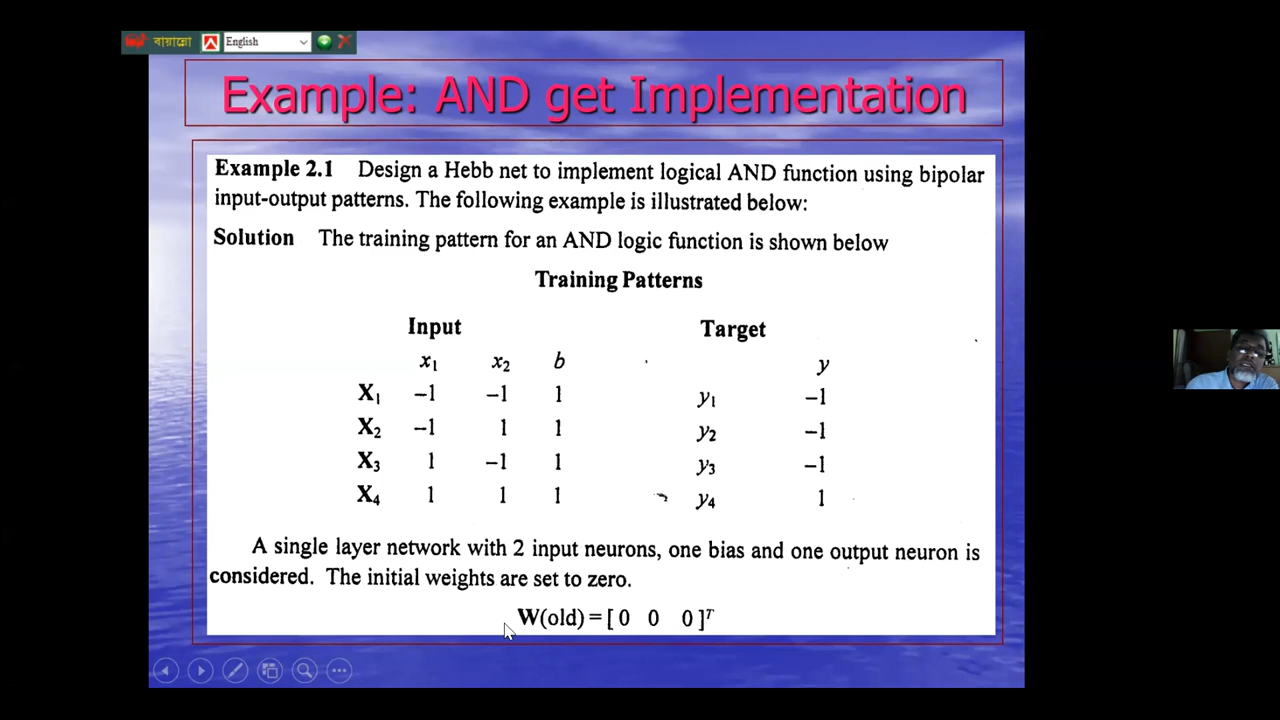 বায়ান্নো English
Example: AND get Implementation
Example 2.1 Design a Hebb net to implement logical AND function using bipolar
input-output patterns. The following example is illustrated below:
Solution The training pattern for an AND logic function is shown below
Training Patterns
Input Target
x₁ x₂ b y
X₁ –1 –1 1 y₁ –1
X₂ –1 1 1 y₂ –1
X₃ 1 –1 1 y₃ –1
X₄ 1 1 1 y₄ 1
A single layer network with 2 input neurons, one bias and one output neuron is
considered. The initial weights are set to zero.
W(old) = [ 0 0 0 ]ᵀ